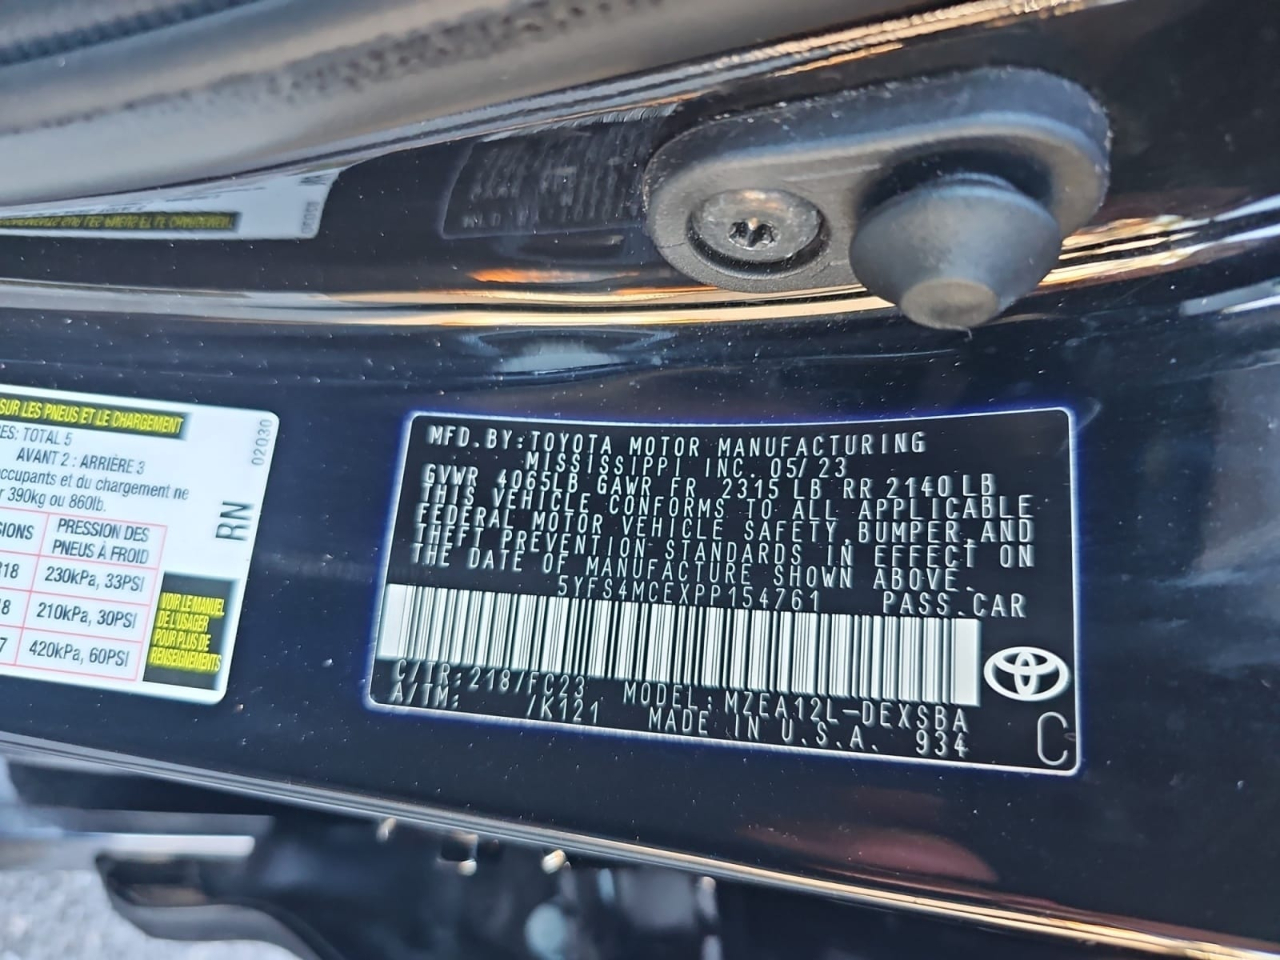 SUR LES PNEUS ET LE CHARGEMENT
TOTAL 5
AVANT 2 : ARRIÈRE 3
occupants et du chargement ne
390kg ou 860lb.
PRESSION DES
PNEUS À FROID
230kPa, 33PSI
210kPa, 30PSI
420kPa, 60PSI
VOIR LE MANUEL
DE L'USAGER
POUR PLUS DE
RENSEIGNEMENTS
02030
RN
MFD.BY:TOYOTA MOTOR MANUFACTURING
MISSISSIPPI INC. 05/23
GVWR 4065LB GAWR FR 2315 LB RR 2140 LB
THIS VEHICLE CONFORMS TO ALL APPLICABLE
FEDERAL MOTOR VEHICLE SAFETY,BUMPER,AND
THEFT PREVENTION STANDARDS IN EFFECT ON
THE DATE OF MANUFACTURE SHOWN ABOVE.
5YFS4MCEXPP154761 PASS.CAR
C/TR:218/FC23 MODEL:MZEA12L-DEXSBA
A/TM: /K121 MADE IN U.S.A. 934
C